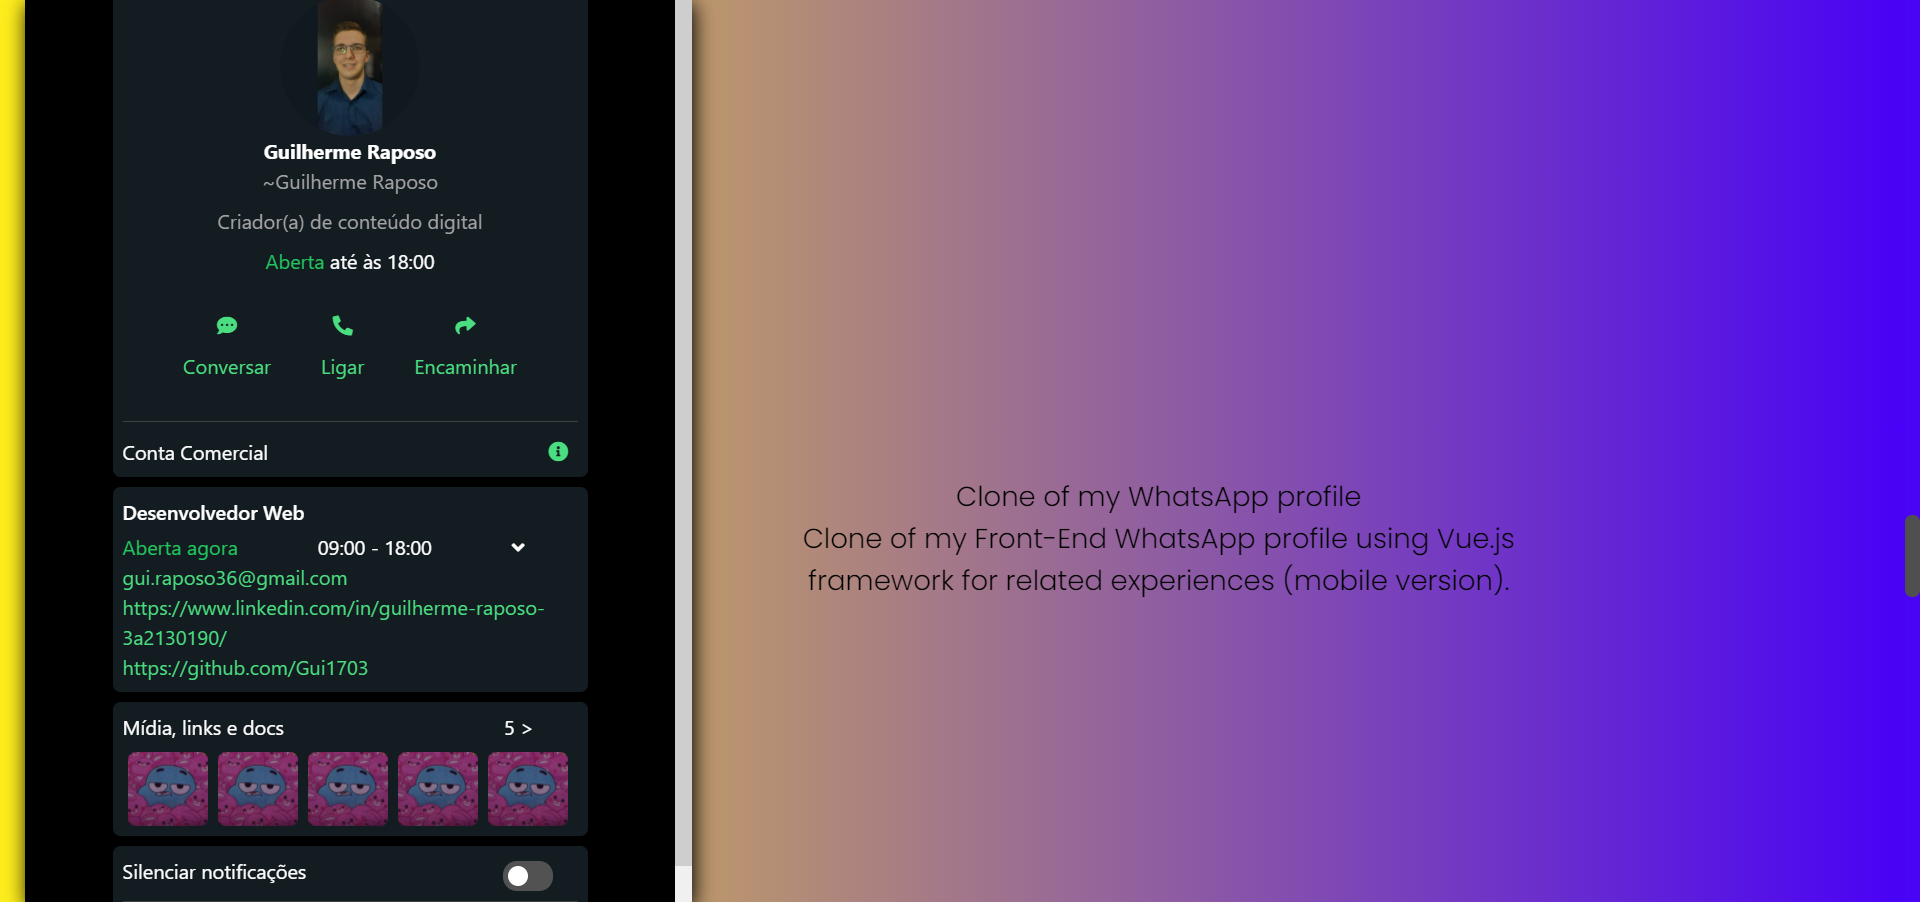 Guilherme Raposo
~Guilherme Raposo
Criador(a) de conteúdo digital
Aberta até às 18:00
Conversar Ligar Encaminhar
Conta Comercial
Desenvolvedor Web
Aberta agora 09:00 - 18:00
gui.raposo36@gmail.com
https://www.linkedin.com/in/guilherme-raposo-
3a2130190/
https://github.com/Gui1703
Mídia, links e docs 5 >
Silenciar notificações
Clone of my WhatsApp profile
Clone of my Front-End WhatsApp profile using Vue.js
framework for related experiences (mobile version).